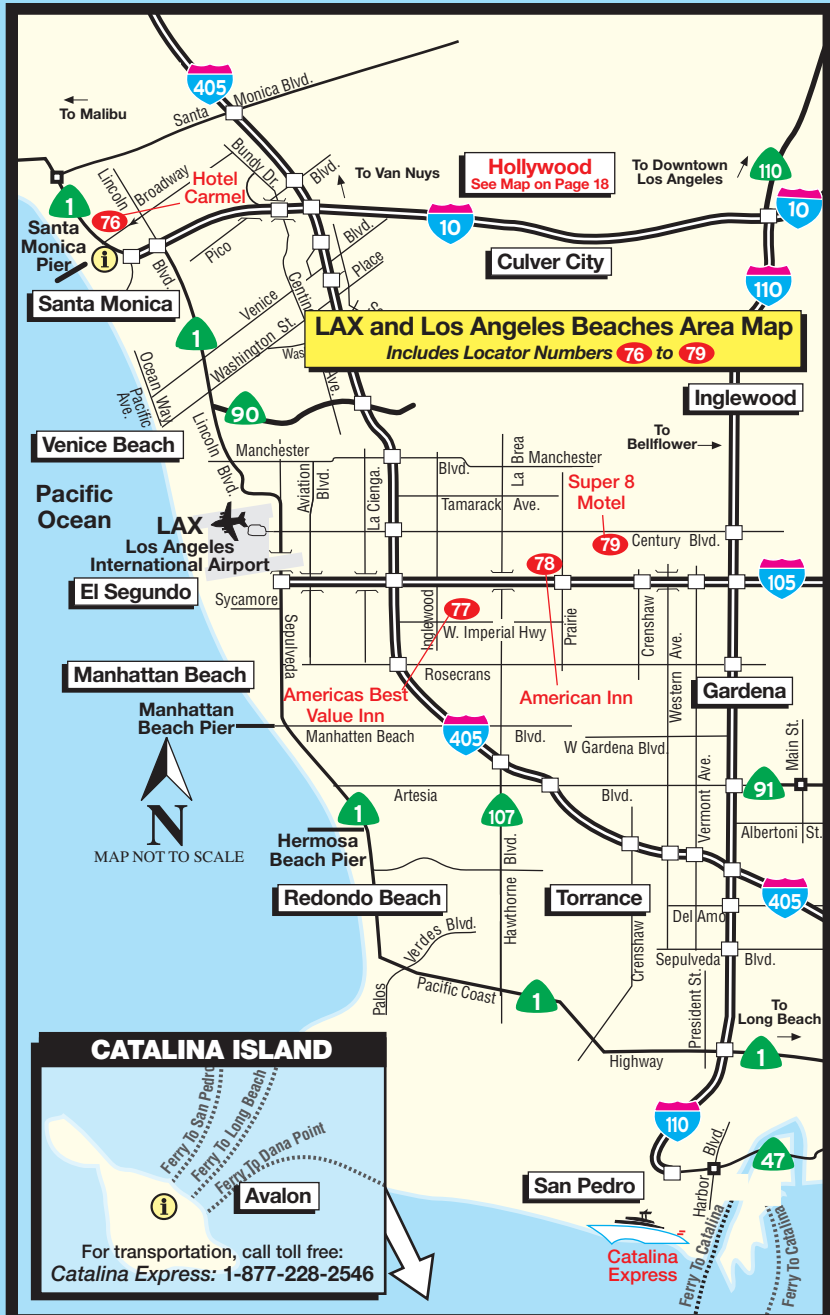 405
Santa Monica Blvd.
To Malibu
Bundy Dr.
Blvd.
To Van Nuys
Hollywood
See Map on Page 18
To Downtown
Los Angeles
110
Lincoln
Broadway
Hotel
Carmel
1
76
10
10
Santa
Monica
Pier
i
Blvd.
Pico
Blvd.
Place
Culver City
110
Santa Monica
Venice
LAX and Los Angeles Beaches Area Map
Includes Locator Numbers 76 to 79
1
Washington St.
Ave.
Ocean Way
Pacific
Ave.
Inglewood
90
To
Bellflower
Venice Beach
Lincoln Blvd.
Manchester
Blvd.
La Brea
Manchester
Aviation
Blvd.
La Cienga.
Pacific
Ocean
Tamarack Ave.
Super 8
Motel
LAX
Los Angeles
International Airport
79
Century Blvd.
78
105
El Segundo
Sycamore
Sepulveda
Inglewood
77
W. Imperial Hwy
Prairie
Crenshaw
Western Ave.
Rosecrans
Manhattan Beach
Americas Best
Value Inn
American Inn
Gardena
Manhattan
Beach Pier
Manhatten Beach
405
Blvd.
W Gardena Blvd.
Main St.
N
MAP NOT TO SCALE
Artesia
Blvd.
Vermont Ave.
91
1
107
Albertoni St.
Hermosa
Beach Pier
Hawthorne Blvd.
Redondo Beach
Torrance
405
Del Amo
Palos Verdes Blvd.
Crenshaw
Sepulveda Blvd.
Pacific Coast
1
President St.
To
Long Beach
Highway
1
CATALINA ISLAND
Ferry To San Pedro
Ferry To Long Beach
Ferry To Dana Point
i
Avalon
For transportation, call toll free:
Catalina Express: 1-877-228-2546
110
Harbor Blvd.
47
San Pedro
Catalina
Express
Ferry To Catalina
Ferry To Catalina